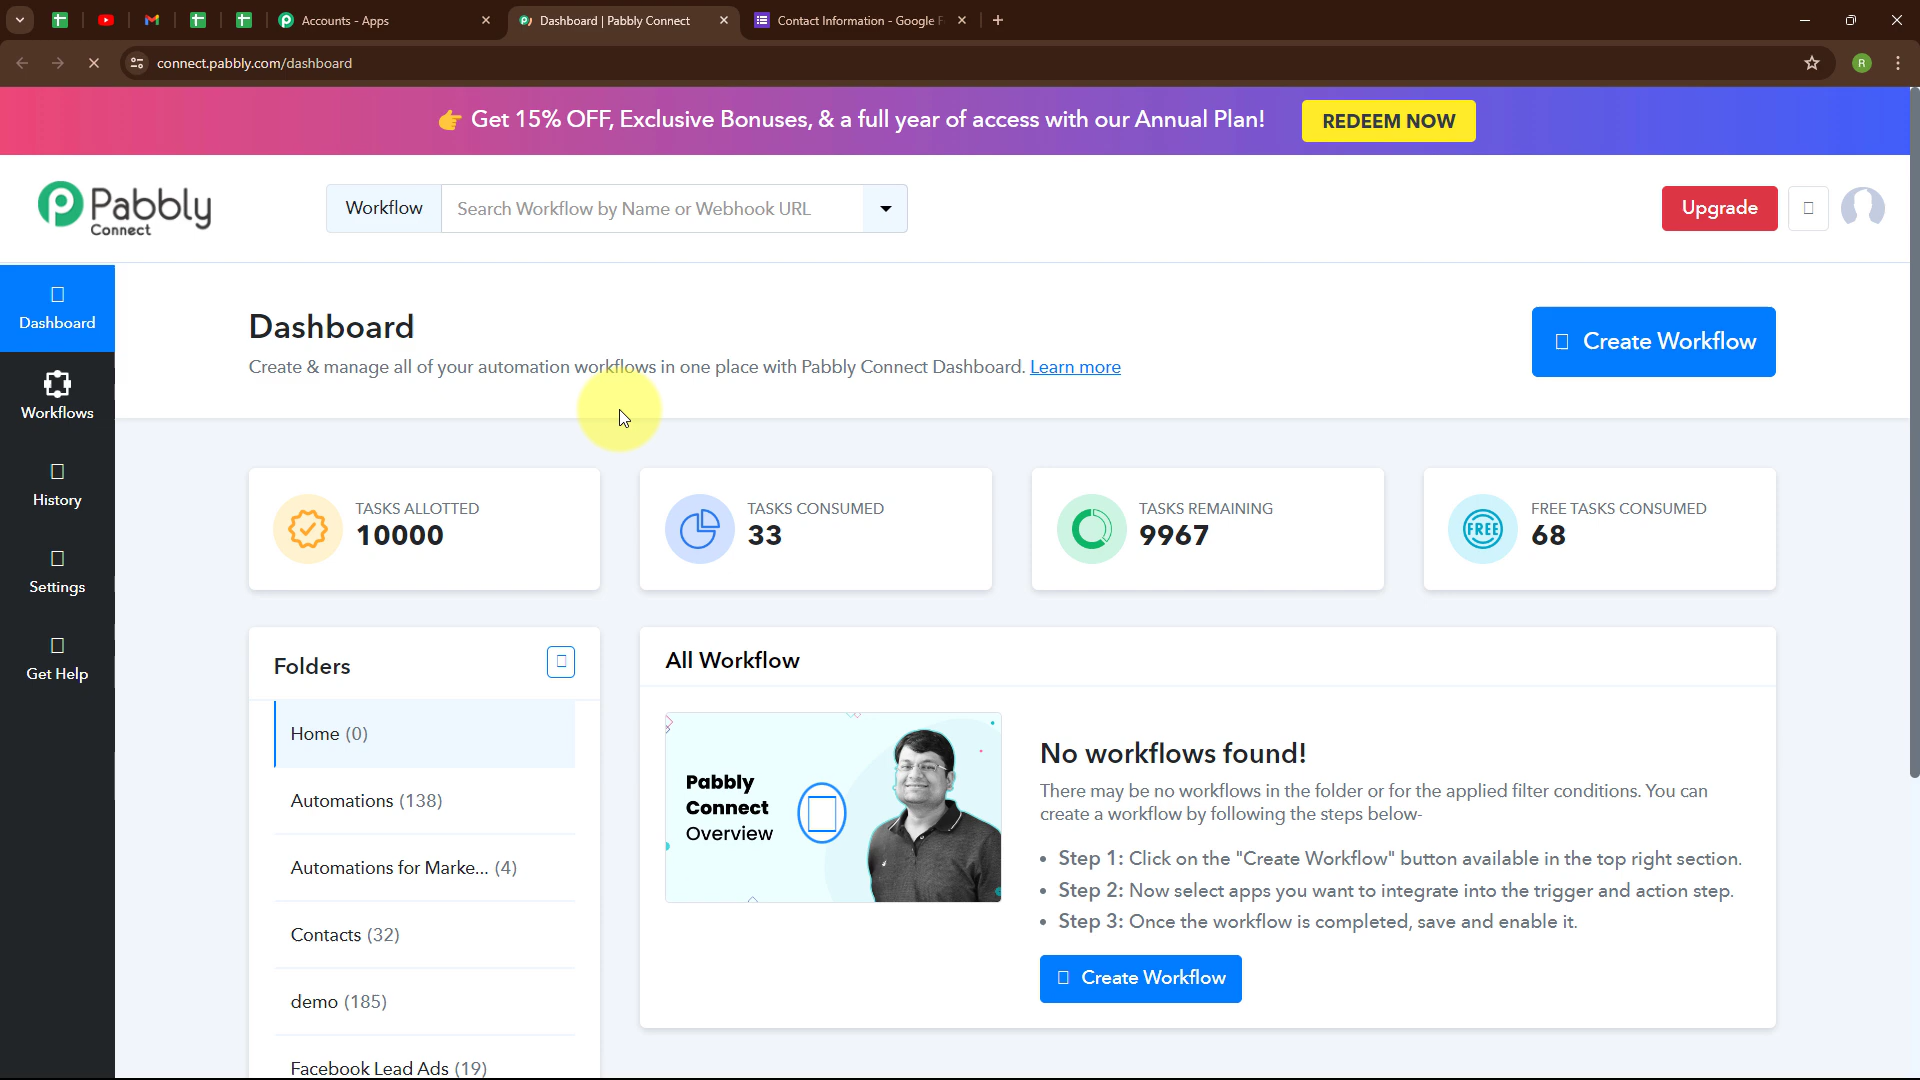 Accounts - Apps
Dashboard | Pabbly Connect
Contact Information - Google F
connect.pabbly.com/dashboard
R
👉 Get 15% OFF, Exclusive Bonuses, & a full year of access with our Annual Plan!
REDEEM NOW
Pabbly
Connect
Workflow
Search Workflow by Name or Webhook URL
Upgrade
Dashboard
Workflows
History
Settings
Get Help
Dashboard
Create & manage all of your automation workflows in one place with Pabbly Connect Dashboard. Learn more
Create Workflow
TASKS ALLOTTED
10000
TASKS CONSUMED
33
TASKS REMAINING
9967
FREE
FREE TASKS CONSUMED
68
Folders
Home (0)
Automations (138)
Automations for Marke... (4)
Contacts (32)
demo (185)
Facebook Lead Ads (19)
All Workflow
Pabbly
Connect
Overview
No workflows found!
There may be no workflows in the folder or for the applied filter conditions. You can
create a workflow by following the steps below-
• Step 1: Click on the "Create Workflow" button available in the top right section.
• Step 2: Now select apps you want to integrate into the trigger and action step.
• Step 3: Once the workflow is completed, save and enable it.
Create Workflow